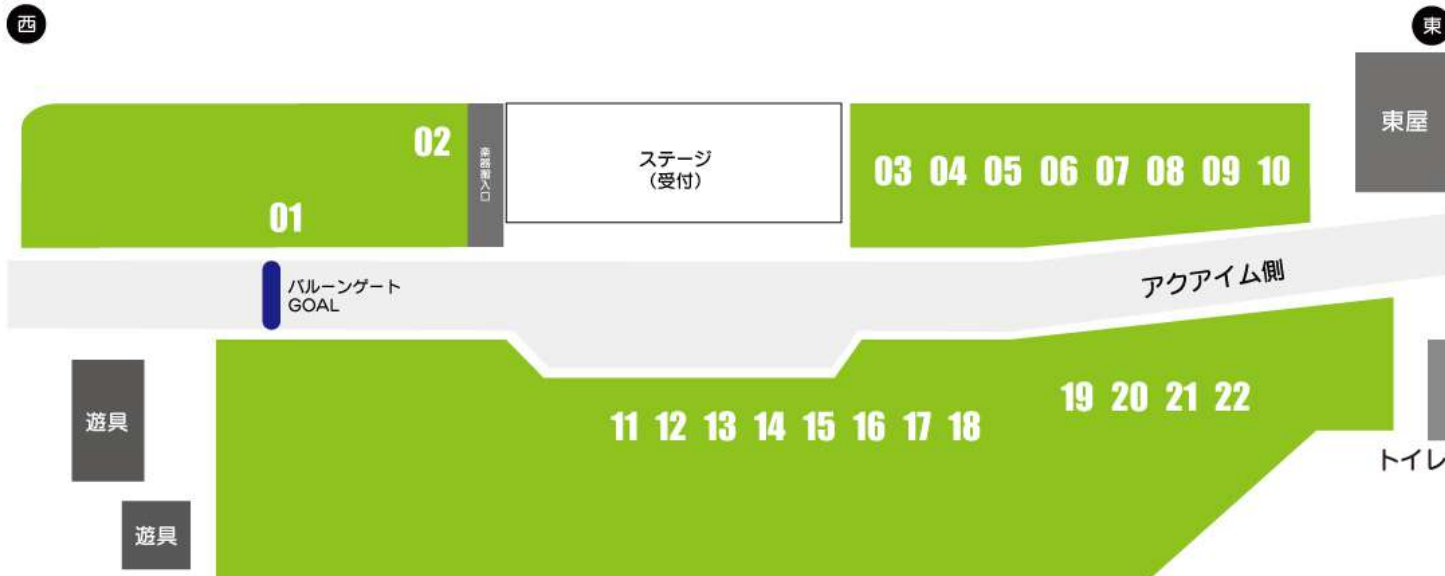 西
東
東屋
02
楽器搬入口
ステージ
(受付)
03 04 05 06 07 08 09 10
01
バルーンゲート
GOAL
アクアイム側
遊具
11 12 13 14 15 16 17 18
19 20 21 22
トイレ
遊具